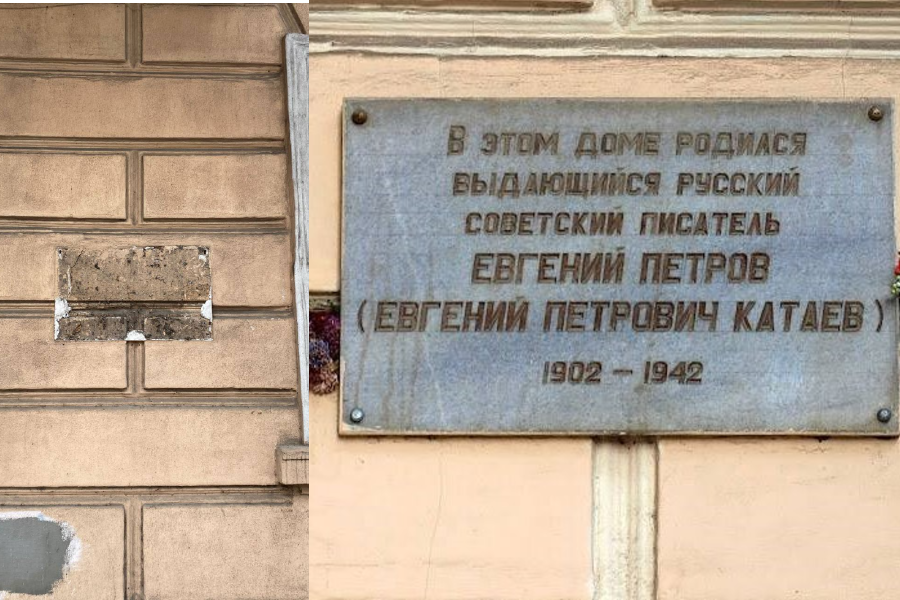 В ЭТОМ ДОМЕ РОДИЛСЯ
ВЫДАЮЩИЙСЯ РУССКИЙ
СОВЕТСКИЙ ПИСАТЕЛЬ
ЕВГЕНИЙ ПЕТРОВ
(ЕВГЕНИЙ ПЕТРОВИЧ КАТАЕВ)
1902 – 1942